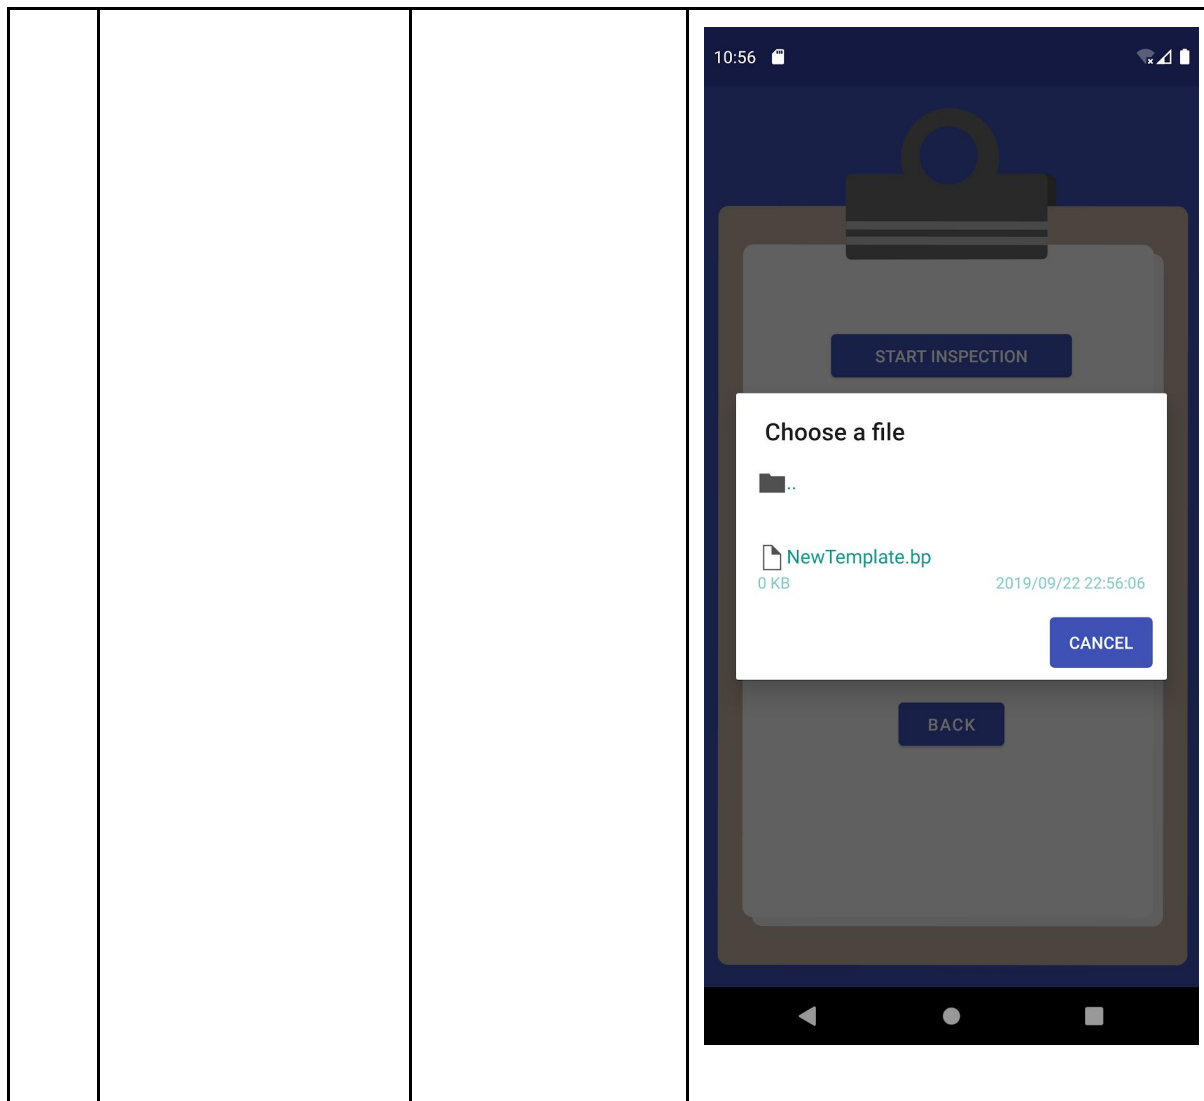 10:56
START INSPECTION
Choose a file
..
NewTemplate.bp
0 KB 2019/09/22 22:56:06
CANCEL
BACK